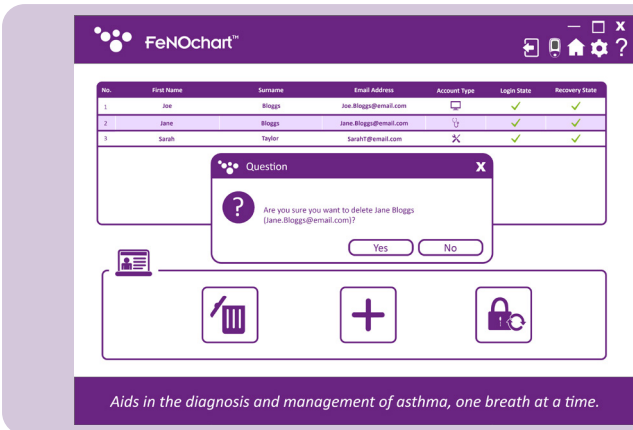 FeNOchart™
No. First Name Surname Email Address Account Type Login State Recovery State
1 Joe Bloggs Joe.Bloggs@email.com
2 Jane Bloggs Jane.Bloggs@email.com
3 Sarah Taylor SarahT@email.com
Question X
Are you sure you want to delete Jane Bloggs
(Jane.Bloggs@email.com)?
Yes No
Aids in the diagnosis and management of asthma, one breath at a time.